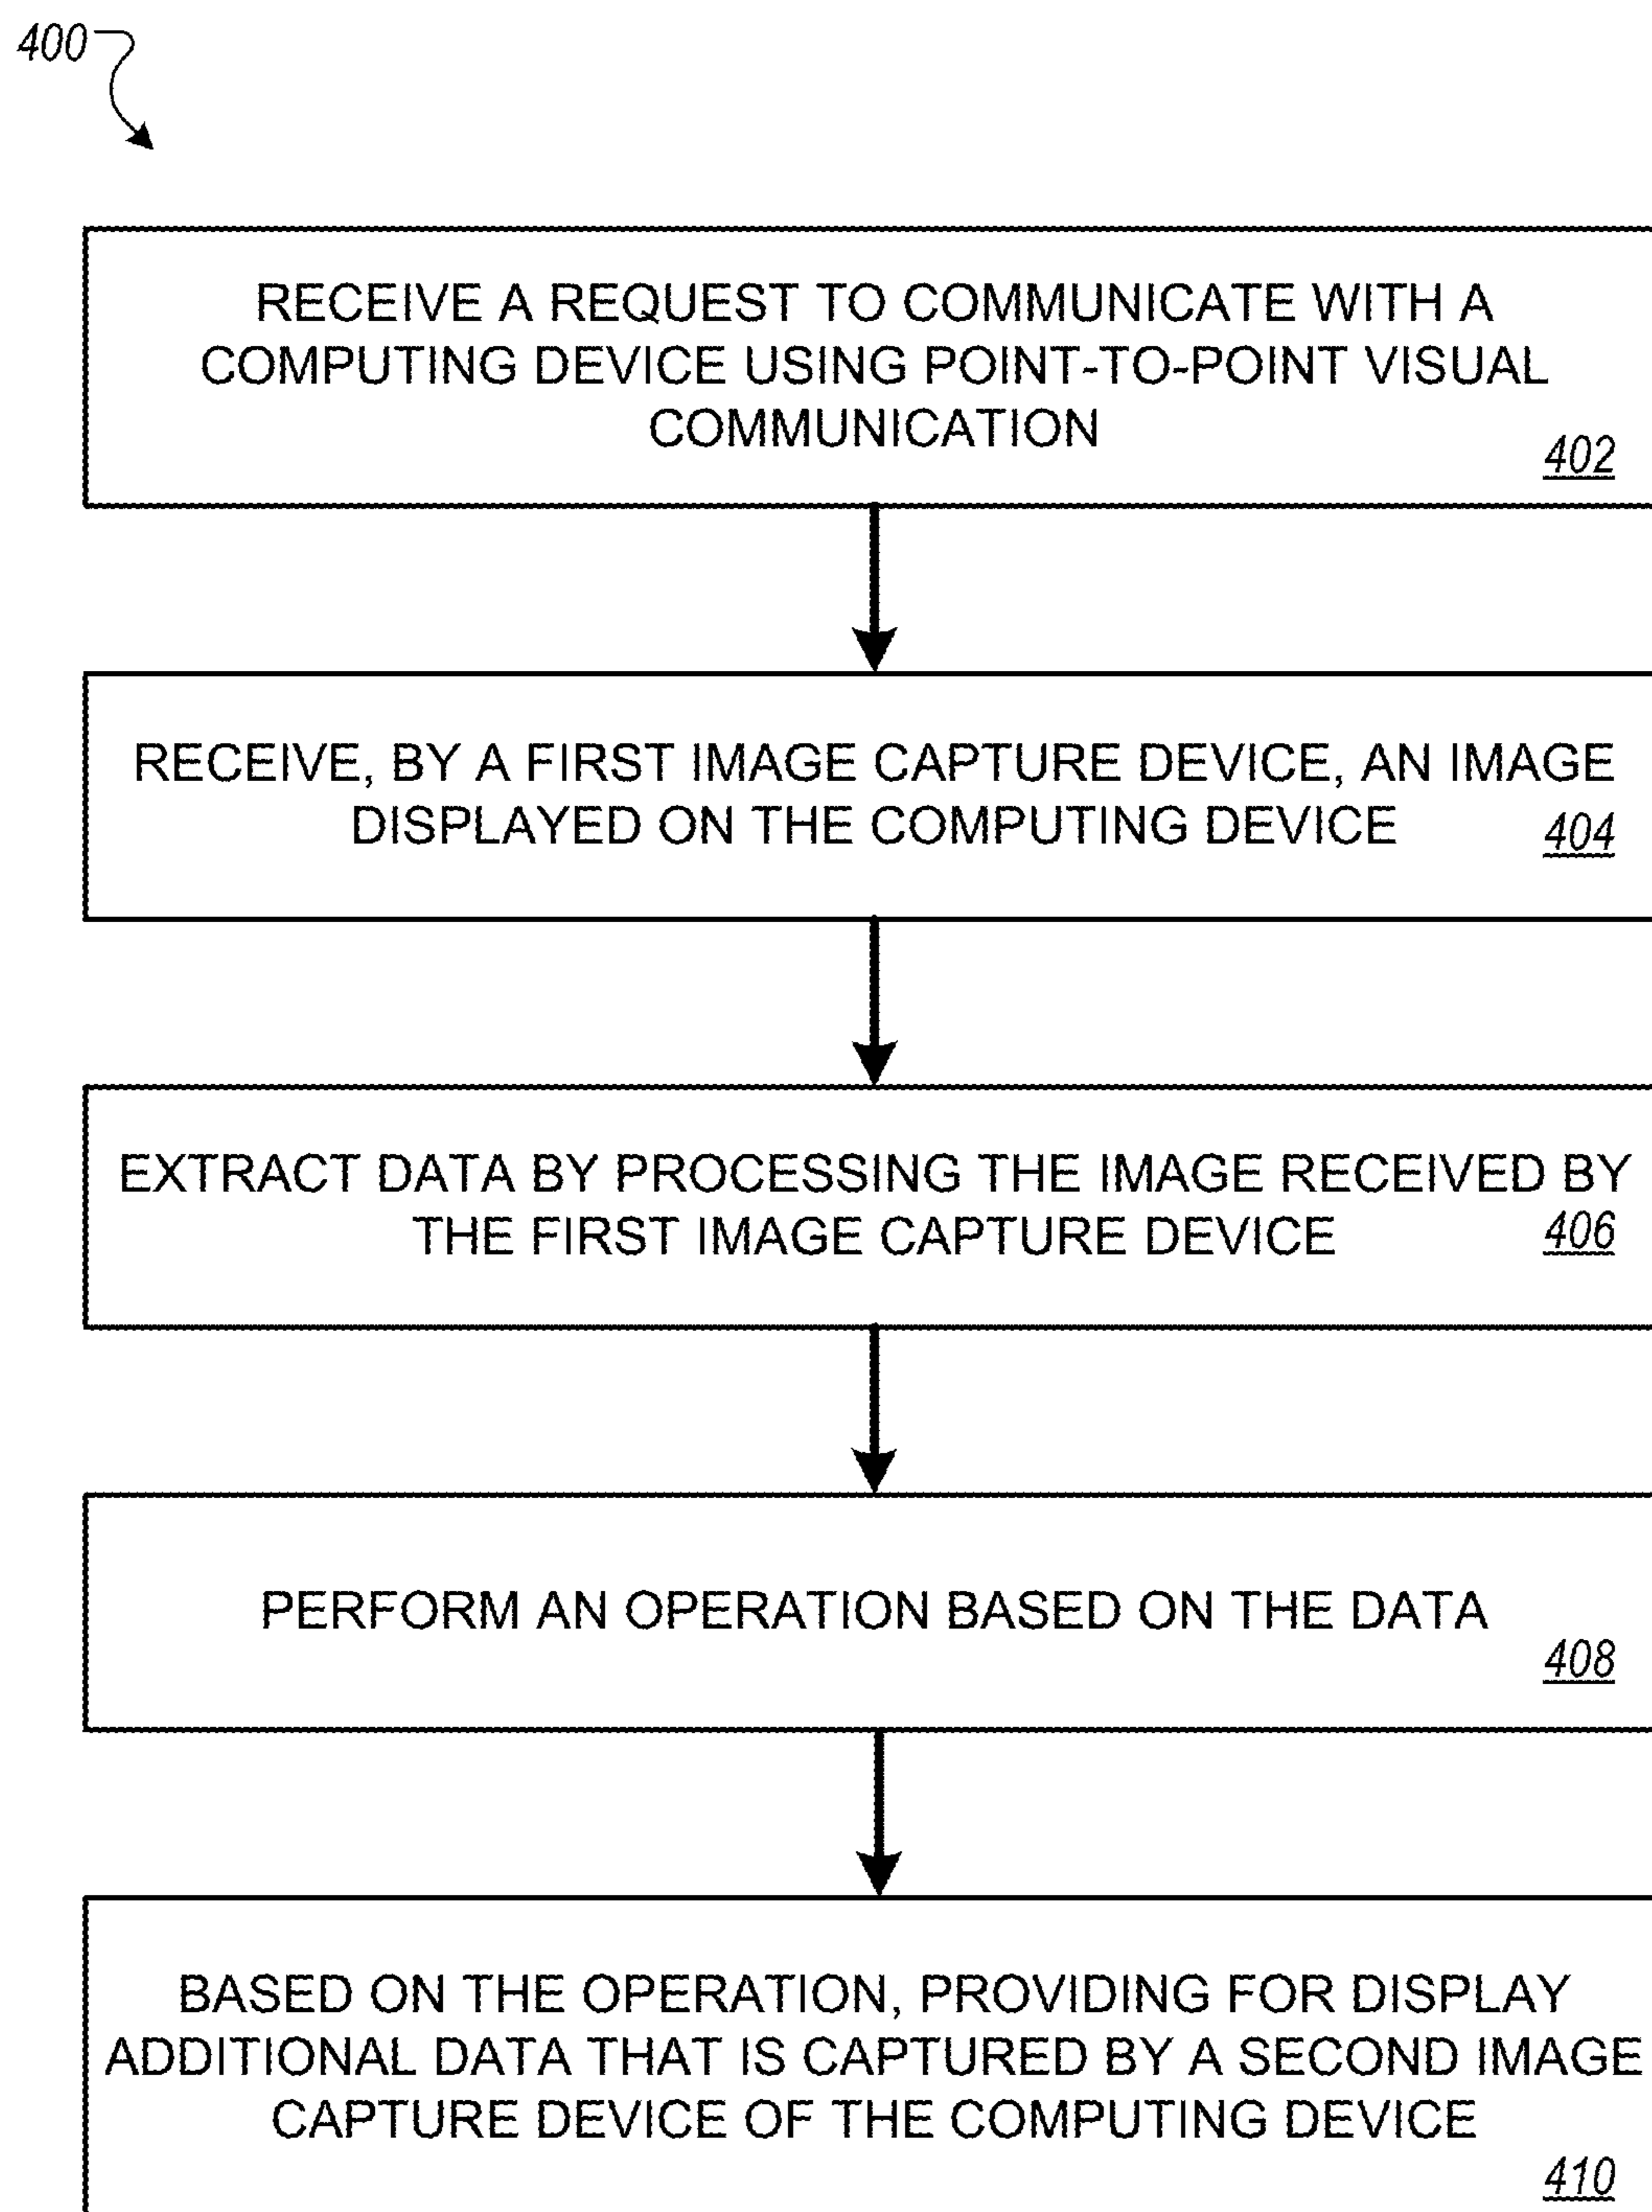 400
RECEIVE A REQUEST TO COMMUNICATE WITH A
COMPUTING DEVICE USING POINT-TO-POINT VISUAL
COMMUNICATION
402
RECEIVE, BY A FIRST IMAGE CAPTURE DEVICE, AN IMAGE
DISPLAYED ON THE COMPUTING DEVICE
404
EXTRACT DATA BY PROCESSING THE IMAGE RECEIVED BY
THE FIRST IMAGE CAPTURE DEVICE
406
PERFORM AN OPERATION BASED ON THE DATA
408
BASED ON THE OPERATION, PROVIDING FOR DISPLAY
ADDITIONAL DATA THAT IS CAPTURED BY A SECOND IMAGE
CAPTURE DEVICE OF THE COMPUTING DEVICE
410